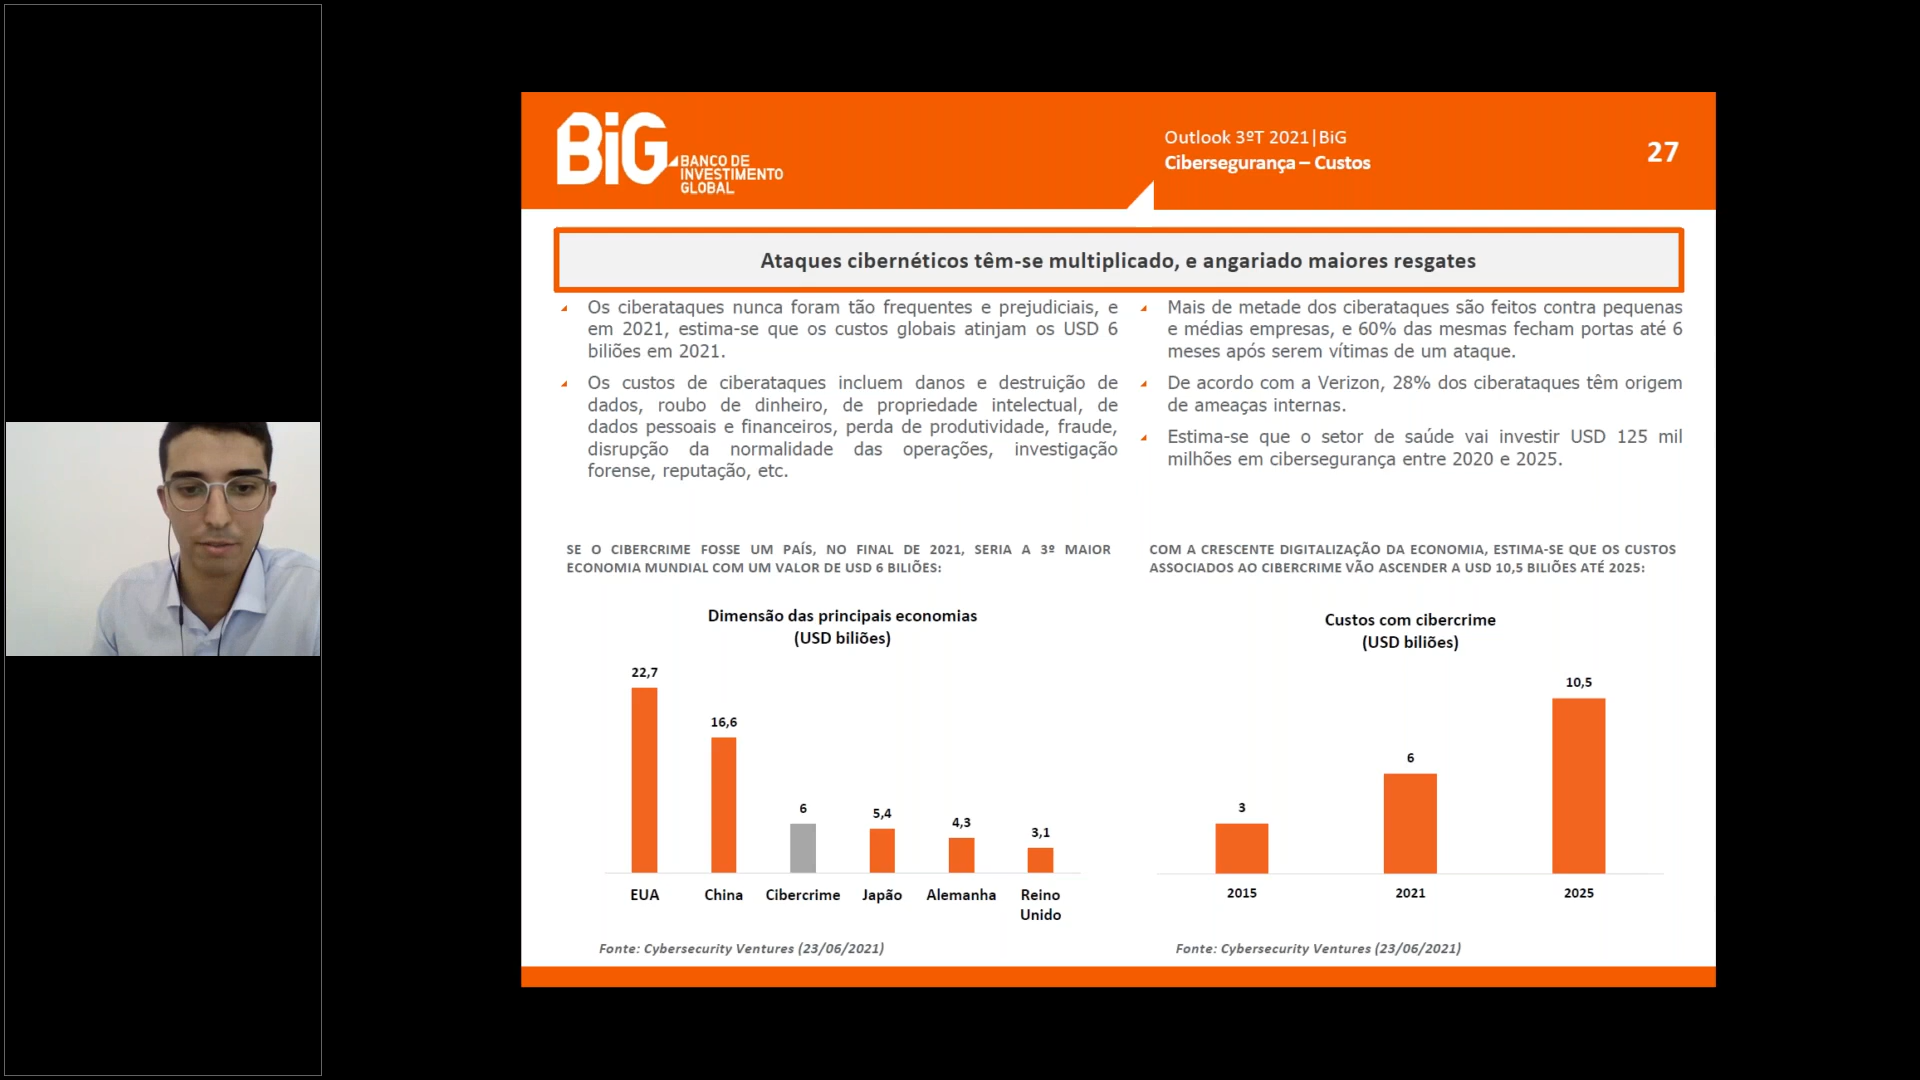 BiG
BANCO DE
INVESTIMENTO
GLOBAL
Outlook 3ºT 2021|BiG
Cibersegurança – Custos
27
Ataques cibernéticos têm-se multiplicado, e angariado maiores resgates
Os ciberataques nunca foram tão frequentes e prejudiciais, e
em 2021, estima-se que os custos globais atinjam os USD 6
biliões em 2021.
Os custos de ciberataques incluem danos e destruição de
dados, roubo de dinheiro, de propriedade intelectual, de
dados pessoais e financeiros, perda de produtividade, fraude,
disrupção da normalidade das operações, investigação
forense, reputação, etc.
Mais de metade dos ciberataques são feitos contra pequenas
e médias empresas, e 60% das mesmas fecham portas até 6
meses após serem vítimas de um ataque.
De acordo com a Verizon, 28% dos ciberataques têm origem
de ameaças internas.
Estima-se que o setor de saúde vai investir USD 125 mil
milhões em cibersegurança entre 2020 e 2025.
SE O CIBERCRIME FOSSE UM PAÍS, NO FINAL DE 2021, SERIA A 3º MAIOR
ECONOMIA MUNDIAL COM UM VALOR DE USD 6 BILIÕES:
Dimensão das principais economias
(USD biliões)
22,7
16,6
6
5,4
4,3
3,1
EUA
China
Cibercrime
Japão
Alemanha
Reino
Unido
Fonte: Cybersecurity Ventures (23/06/2021)
COM A CRESCENTE DIGITALIZAÇÃO DA ECONOMIA, ESTIMA-SE QUE OS CUSTOS
ASSOCIADOS AO CIBERCRIME VÃO ASCENDER A USD 10,5 BILIÕES ATÉ 2025:
Custos com cibercrime
(USD biliões)
3
6
10,5
2015
2021
2025
Fonte: Cybersecurity Ventures (23/06/2021)